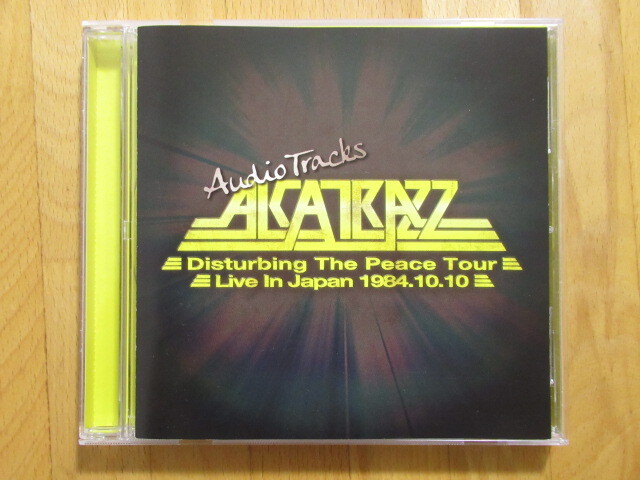 Audio Tracks
ALCATRAZZ
Disturbing The Peace Tour
Live In Japan 1984.10.10